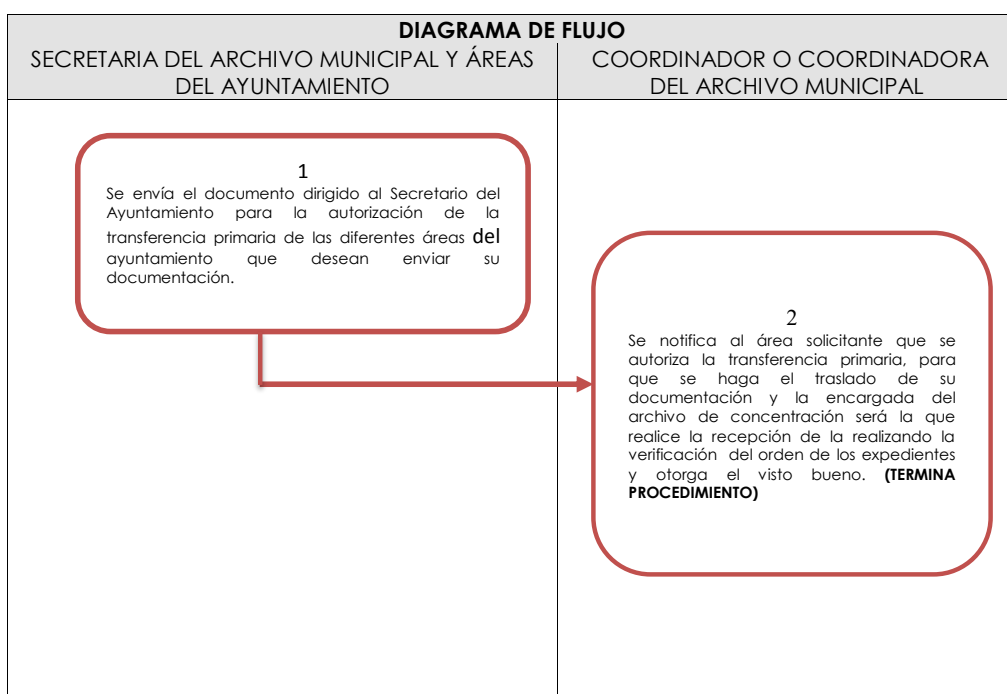 DIAGRAMA DE FLUJO
SECRETARIA DEL ARCHIVO MUNICIPAL Y ÁREAS
DEL AYUNTAMIENTO
COORDINADOR O COORDINADORA
DEL ARCHIVO MUNICIPAL
1
Se envía el documento dirigido al Secretario del
Ayuntamiento para la autorización de la
transferencia primaria de las diferentes áreas del
ayuntamiento que desean enviar su
documentación.
2
Se notifica al área solicitante que se
autoriza la transferencia primaria, para
que se haga el traslado de su
documentación y la encargada del
archivo de concentración será la que
realice la recepción de la realizando la
verificación del orden de los expedientes
y otorga el visto bueno. (TERMINA
PROCEDIMIENTO)